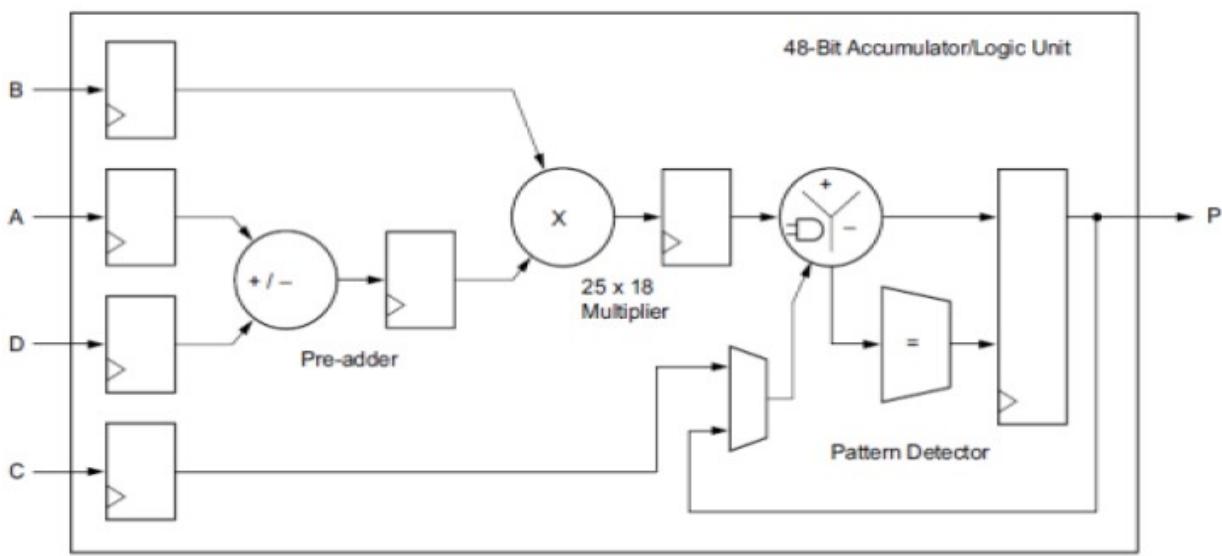 48-Bit Accumulator/Logic Unit
B
A
X
+
–
P
+ / –
25 x 18
Multiplier
D
Pre-adder
=
Pattern Detector
C